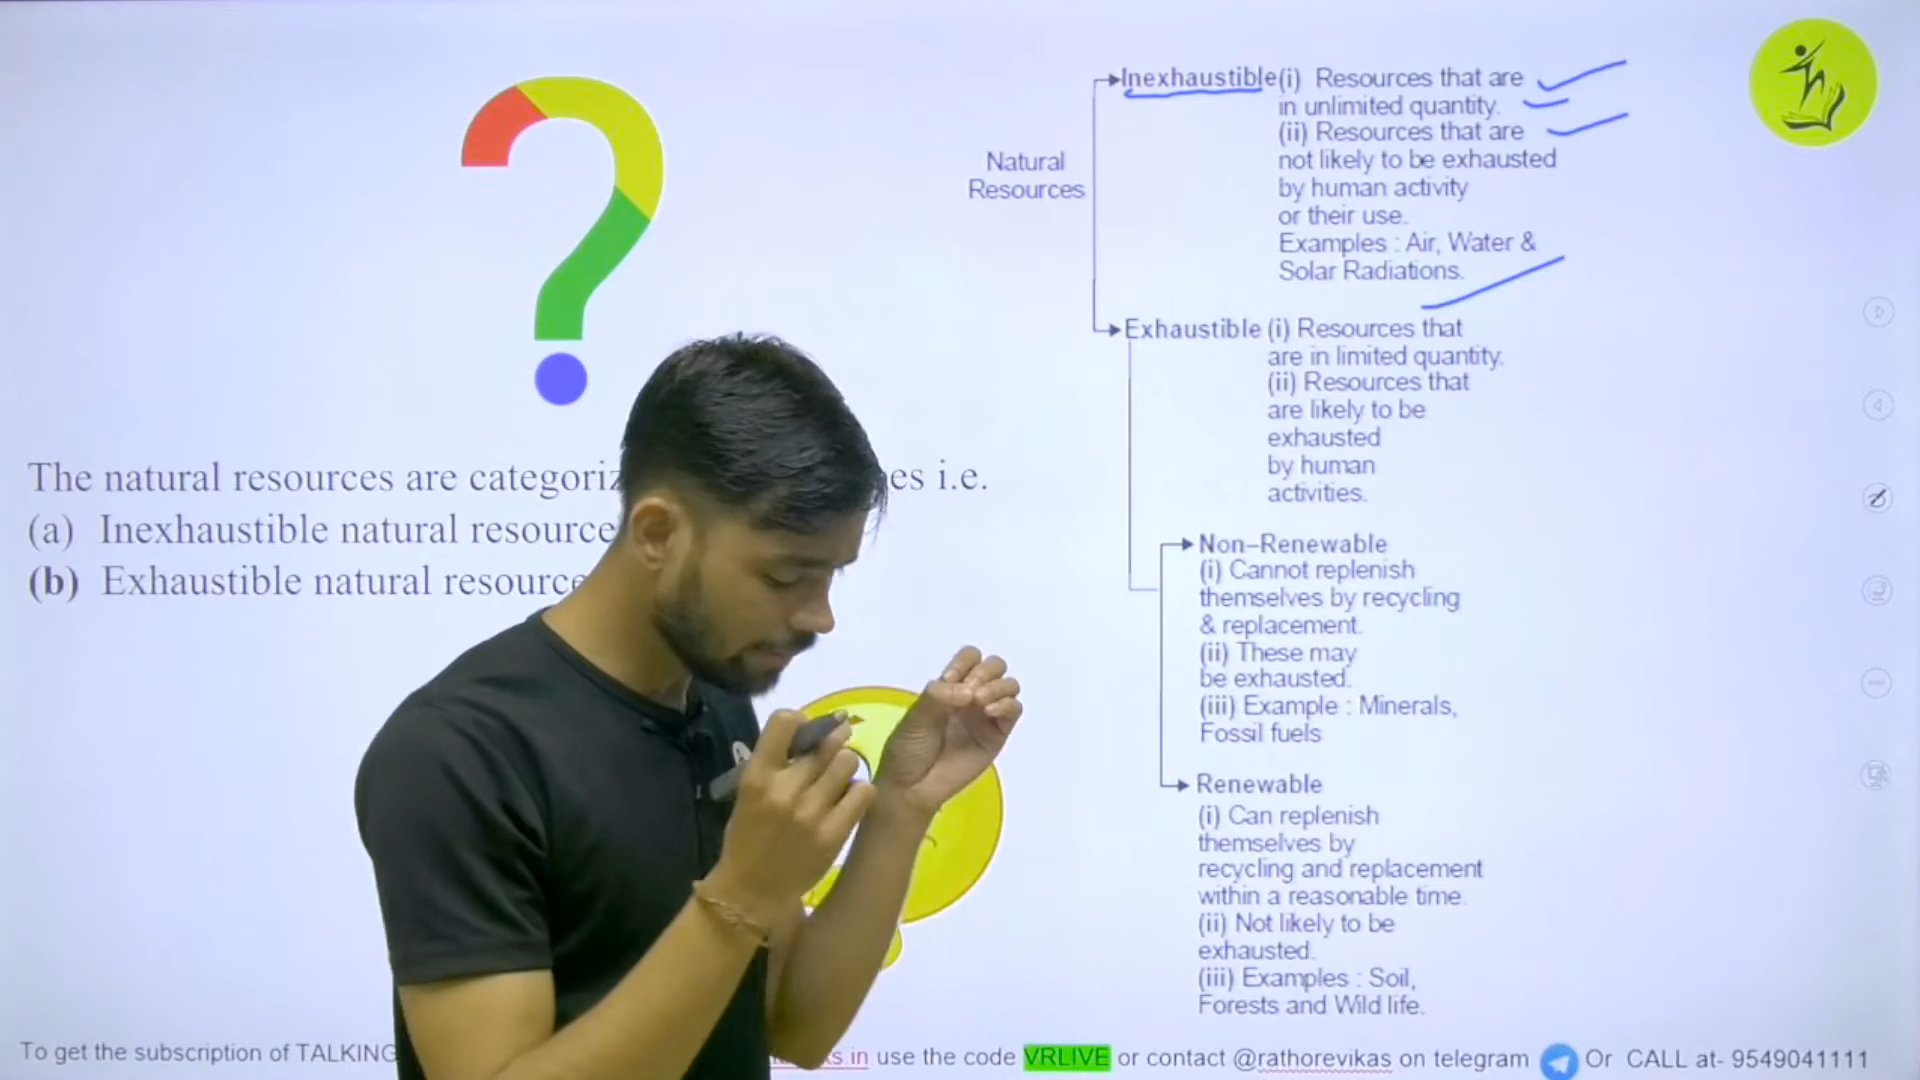 Inexhaustible(i) Resources that are
in unlimited quantity.
(ii) Resources that are
not likely to be exhausted
by human activity
or their use.
Examples : Air, Water &
Solar Radiations.
Natural
Resources
Exhaustible (i) Resources that
are in limited quantity.
(ii) Resources that
are likely to be
exhausted
by human
activities.
The natural resources are es i.e.
(a) Inexhaustible natural
(b) Exhaustible natural
Non–Renewable
(i) Cannot replenish
themselves by recycling
& replacement.
(ii) These may
be exhausted.
(iii) Example : Minerals,
Fossil fuels
Renewable
(i) Can replenish
themselves by
recycling and replacement
within a reasonable time.
(ii) Not likely to be
exhausted.
(iii) Examples : Soil,
Forests and Wild life.
To get the subscription of TALKING in use the code VRLIVE or contact @rathorevikas on telegram Or CALL at- 9549041111